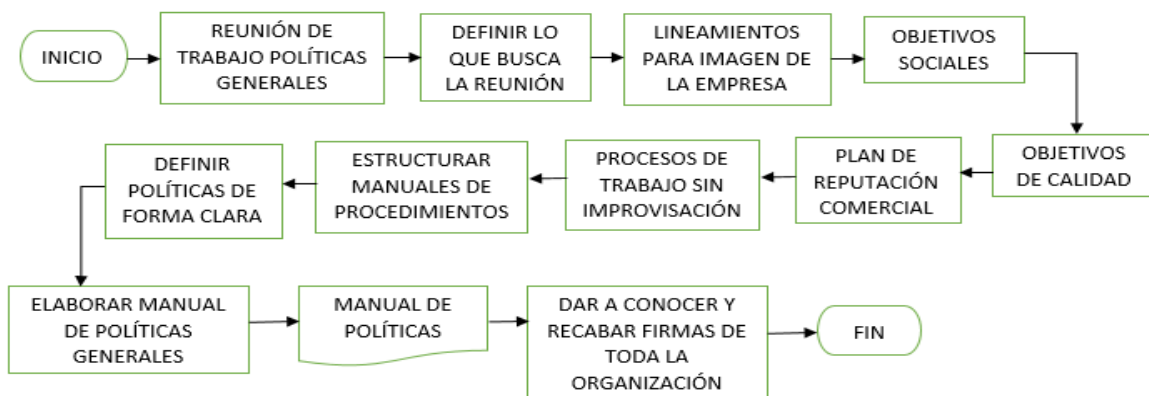 INICIO
REUNIÓN DE
TRABAJO POLÍTICAS
GENERALES
DEFINIR LO
QUE BUSCA
LA REUNIÓN
LINEAMIENTOS
PARA IMAGEN DE
LA EMPRESA
OBJETIVOS
SOCIALES
OBJETIVOS
DE CALIDAD
PLAN DE
REPUTACIÓN
COMERCIAL
PROCESOS DE
TRABAJO SIN
IMPROVISACIÓN
ESTRUCTURAR
MANUALES DE
PROCEDIMIENTOS
DEFINIR
POLÍTICAS DE
FORMA CLARA
ELABORAR MANUAL
DE POLÍTICAS
GENERALES
MANUAL DE
POLÍTICAS
DAR A CONOCER Y
RECABAR FIRMAS DE
TODA LA
ORGANIZACIÓN
FIN